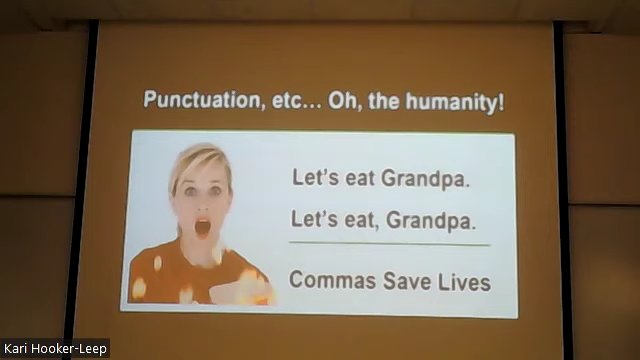 Punctuation, etc... Oh, the humanity!
Let's eat Grandpa.
Let's eat, Grandpa.
Commas Save Lives
Kari Hooker-Leep